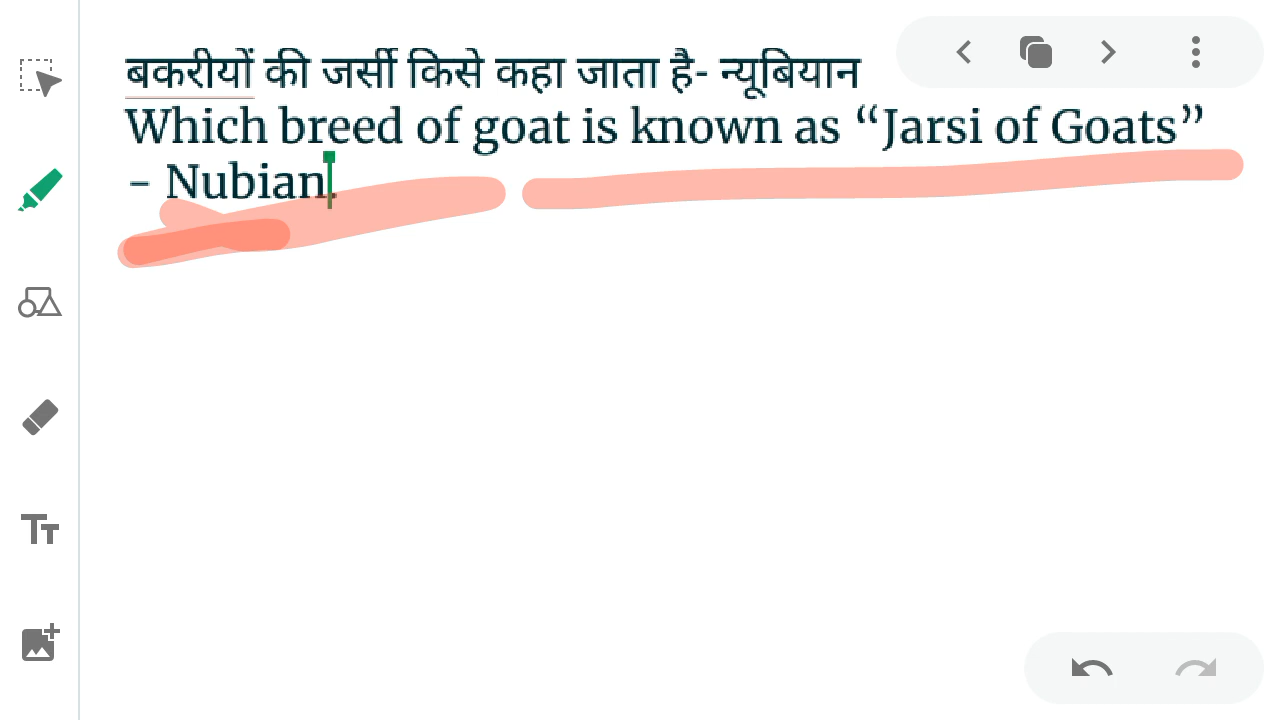 बकरीयों की जर्सी किसे कहा जाता है- न्यूबियान
Which breed of goat is known as “Jarsi of Goats”
- Nubian.